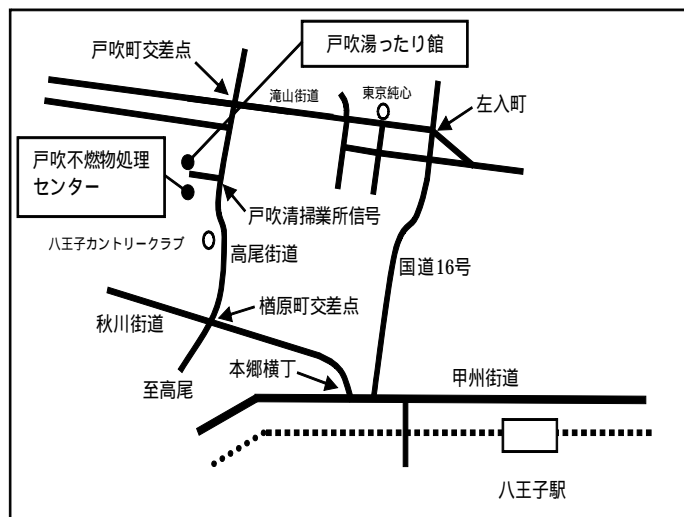 戸吹町交差点
戸吹湯ったり館
滝山街道
東京純心
左入町
戸吹不燃物処理
センター
戸吹清掃業所信号
八王子カントリークラブ
高尾街道
国道16号
楢原町交差点
秋川街道
本郷横丁
至高尾
甲州街道
八王子駅